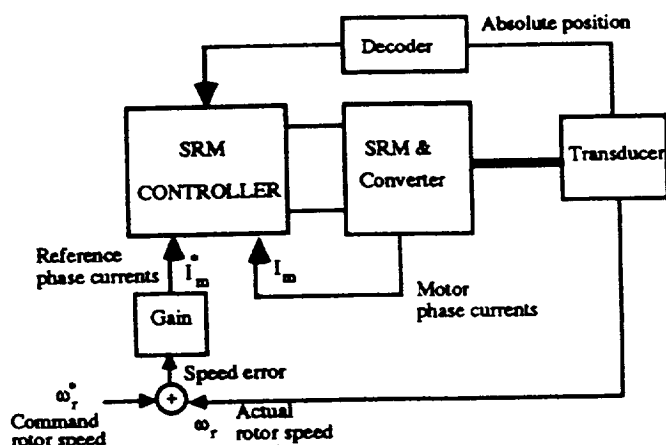 Absolute position
Decoder
SRM
CONTROLLER
SRM &
Converter
Transducer
Reference
phase currents
I*m
Im
Motor
phase currents
Gain
Speed error
ω*r
+
Command
rotor speed
ωr
Actual
rotor speed